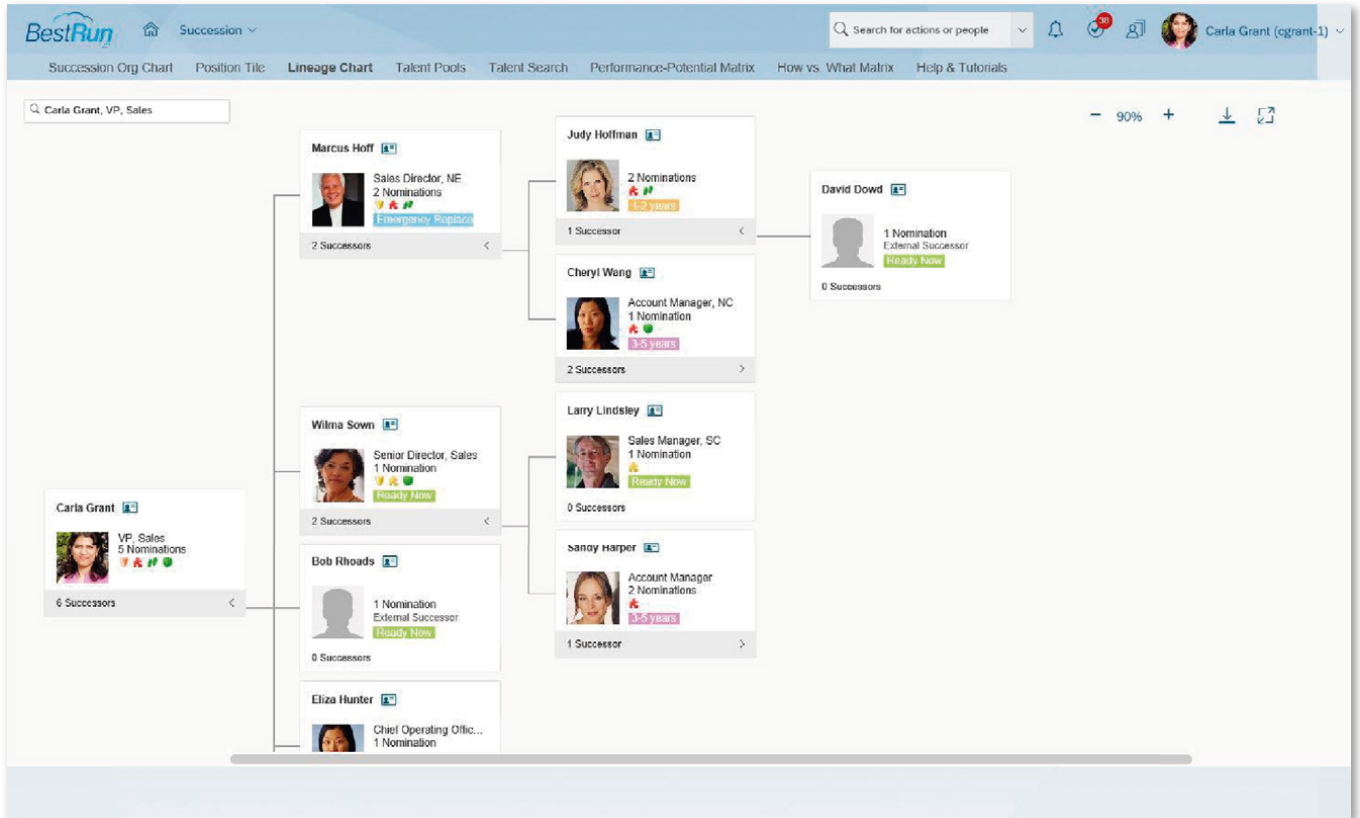 BestRun
Succession
Search for actions or people
38
Carla Grant (cgrant-1)
Succession Org Chart
Position Tile
Lineage Chart
Talent Pools
Talent Search
Performance-Potential Matrix
How vs. What Matrix
Help & Tutorials
Carla Grant, VP, Sales
90%
Carla Grant
VP, Sales
5 Nominations
6 Successors
Marcus Hoff
Sales Director, NE
2 Nominations
Emergency Replace
2 Successors
Judy Hoffman
2 Nominations
1-2 years
1 Successor
David Dowd
1 Nomination
External Successor
Ready Now
0 Successors
Cheryl Wang
Account Manager, NC
1 Nomination
3-5 years
2 Successors
Wilma Sown
Senior Director, Sales
1 Nomination
Ready Now
2 Successors
Larry Lindsley
Sales Manager, SC
1 Nomination
Ready Now
0 Successors
Sandy Harper
Account Manager
2 Nominations
3-5 years
1 Successor
Bob Rhoads
1 Nomination
External Successor
Ready Now
0 Successors
Eliza Hunter
Chief Operating Offic...
1 Nomination